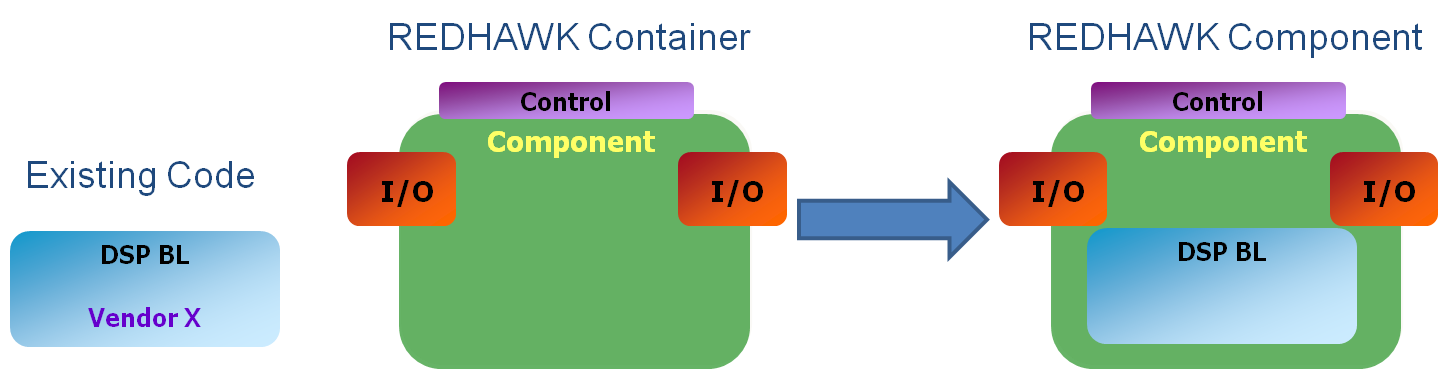 Existing Code
DSP BL
Vendor X
REDHAWK Container
Control
Component
I/O
I/O
REDHAWK Component
Control
Component
I/O
I/O
DSP BL